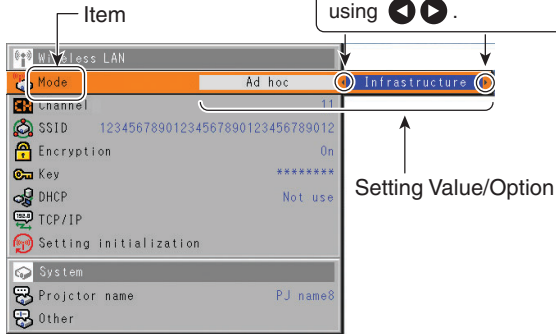 Item
using
Wireless LAN
Mode Ad hoc Infrastructure
CH Channel 11
SSID 12345678901234567890123456789012
Encryption On
Key ********
DHCP Not use
TCP/IP
Setting initialization
Setting Value/Option
System
Projctor name PJ name8
Other